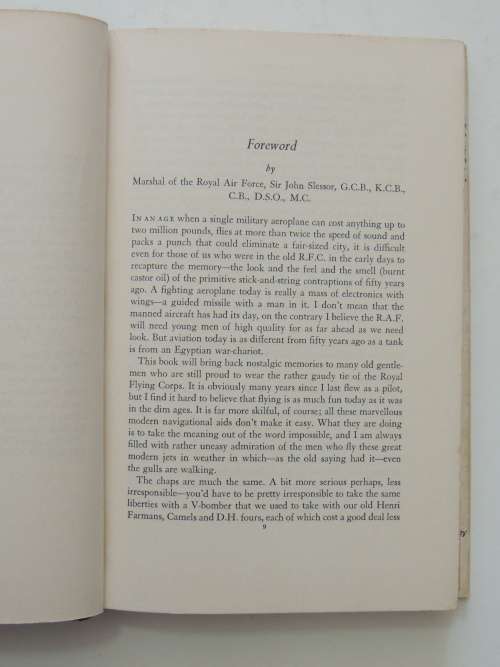 Foreword
by
Marshal of the Royal Air Force, Sir John Slessor, G.C.B., K.C.B.,
C.B., D.S.O., M.C.
IN AN AGE when a single military aeroplane can cost anything up to
two million pounds, flies at more than twice the speed of sound and
packs a punch that could eliminate a fair-sized city, it is difficult
even for those of us who were in the old R.F.C. in the early days to
recapture the memory—the look and the feel and the smell (burnt
castor oil) of the primitive stick-and-string contraptions of fifty years
ago. A fighting aeroplane today is really a mass of electronics with
wings—a guided missile with a man in it. I don't mean that the
manned aircraft has had its day, on the contrary I believe the R.A.F.
will need young men of high quality for as far ahead as we need
look. But aviation today is as different from fifty years ago as a tank
is from an Egyptian war-chariot.
This book will bring back nostalgic memories to many old gentle-
men who are still proud to wear the rather gaudy tie of the Royal
Flying Corps. It is obviously many years since I last flew as a pilot,
but I find it hard to believe that flying is as much fun today as it was
in the dim ages. It is far more skilful, of course; all these marvellous
modern navigational aids don't make it easy. What they are doing
is to take the meaning out of the word impossible, and I am always
filled with rather uneasy admiration of the men who fly these great
modern jets in weather in which—as the old saying had it—even
the gulls are walking.
The chaps are much the same. A bit more serious perhaps, less
irresponsible—you'd have to be pretty irresponsible to take the same
liberties with a V-bomber that we used to take with our old Henri
Farmans, Camels and D.H. fours, each of which cost a good deal less
9